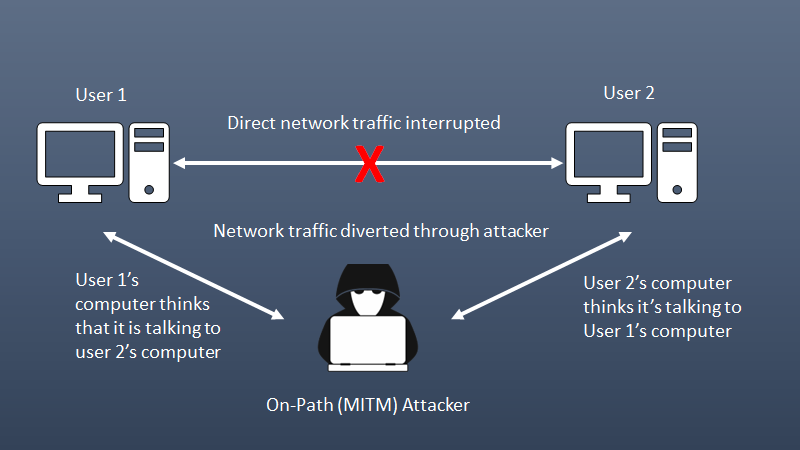 User 1
User 2
Direct network traffic interrupted
X
Network traffic diverted through attacker
User 1’s
computer thinks
that it is talking to
user 2’s computer
User 2’s computer
thinks it’s talking to
User 1’s computer
On-Path (MITM) Attacker